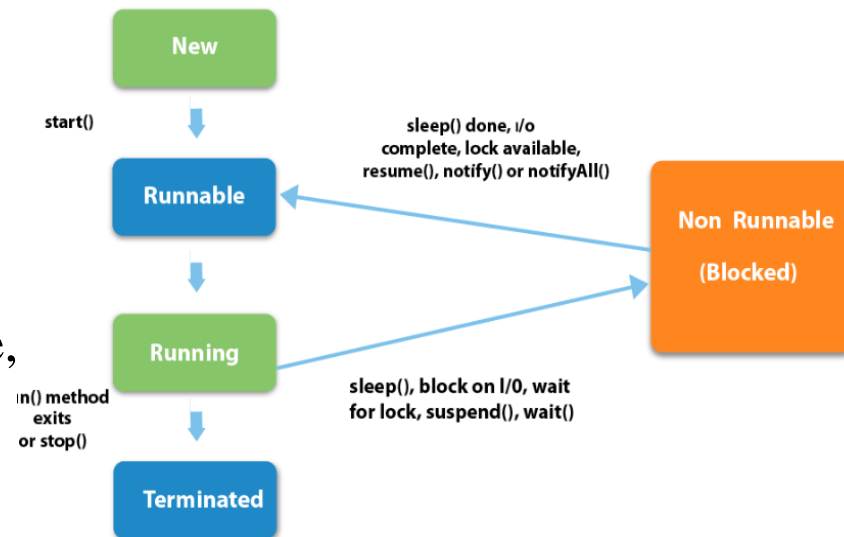 New
start()
sleep() done, I/o
complete, lock available,
resume(), notify() or notifyAll()
Runnable
Non Runnable
(Blocked)
Running
sleep(), block on I/0, wait
for lock, suspend(), wait()
method
exits
or stop()
Terminated